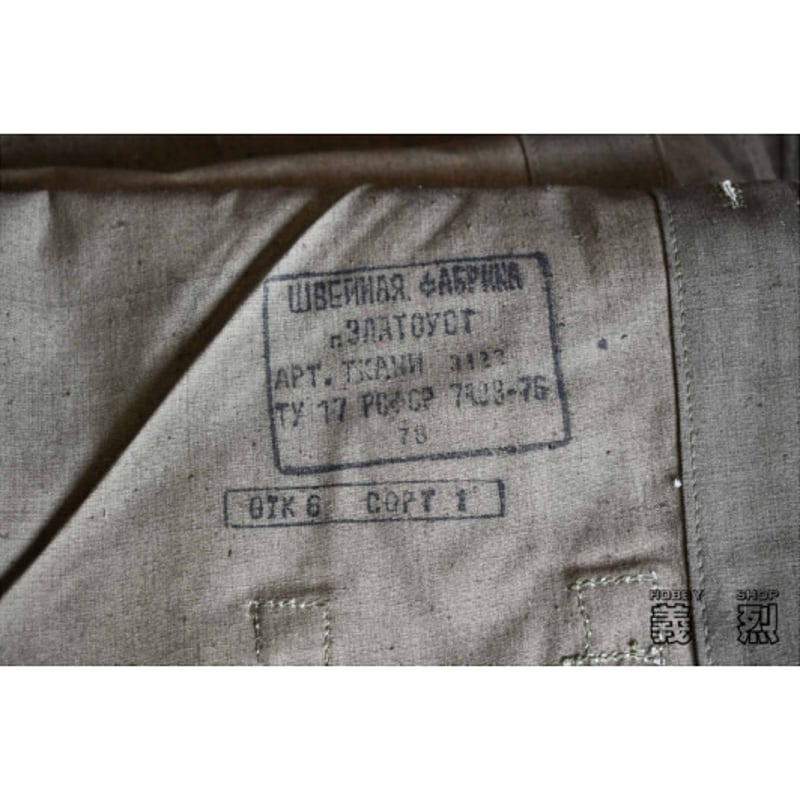 ШВЕЙНАЯ ФАБРИКА
"ЗЛАТОУСТ
АРТ. ТКАНИ
ТУ 17 РСФСР
78
ОТК 6 СОРТ 1
HOBBY SHOP
義烈